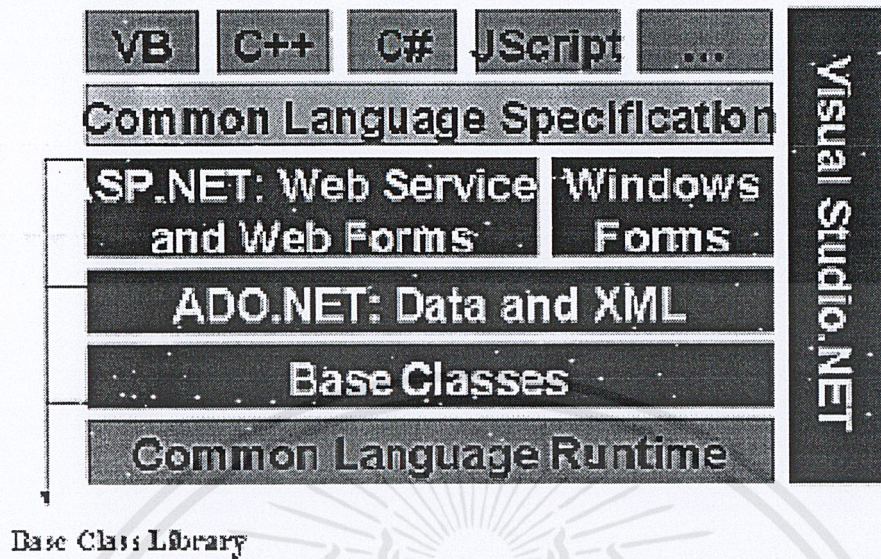 VB C++ C# JScript ...
Common Language Specification
ASP.NET: Web Service Windows
and Web Forms Forms
ADO.NET: Data and XML
Base Classes
Common Language Runtime
Visual Studio.NET
Base Class Library